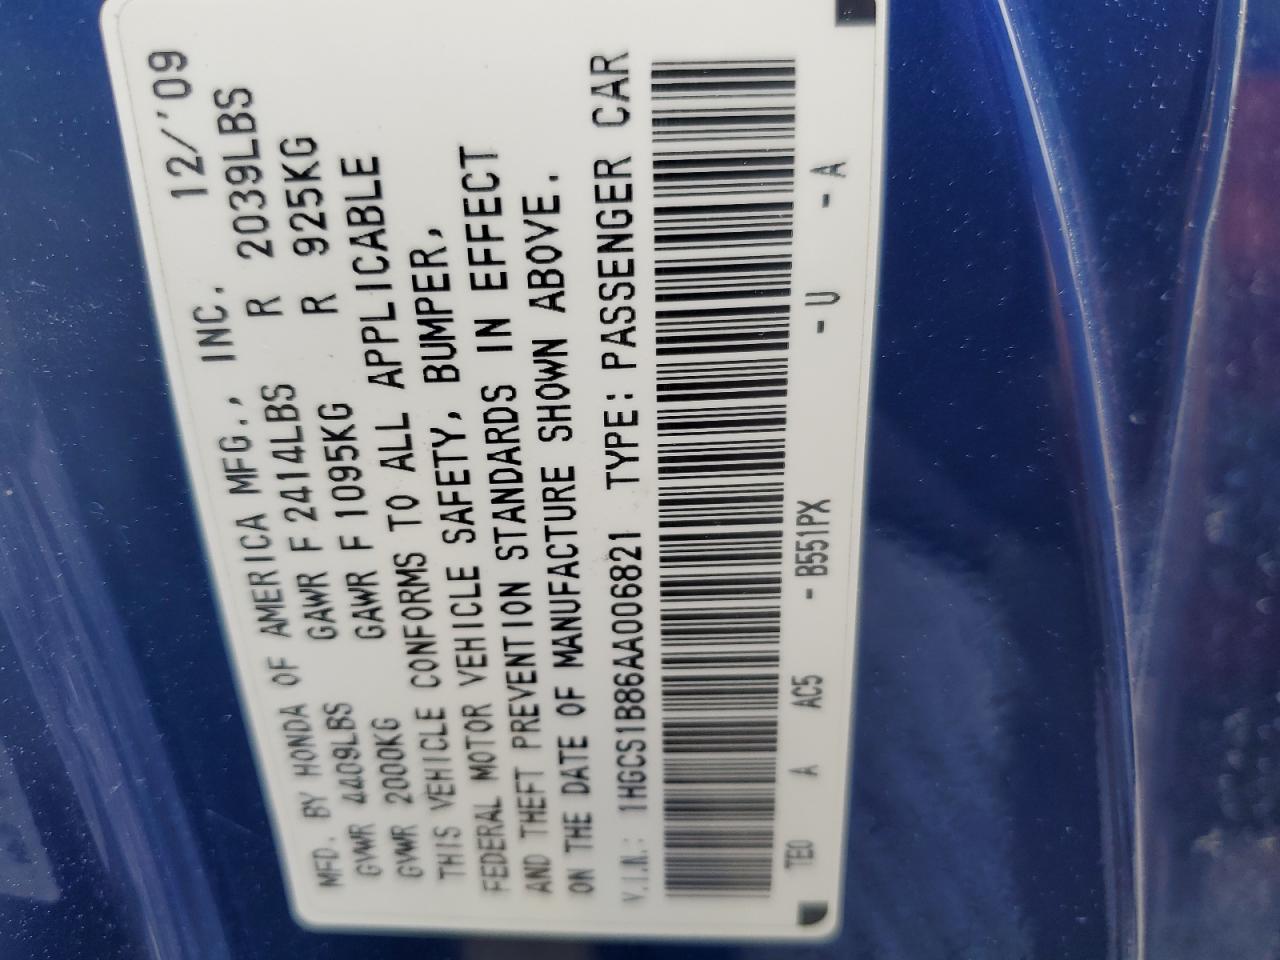 MFD. BY HONDA OF AMERICA MFG., INC. 12/'09
GVWR 4409LBS GAWR F 2414LBS R 2039LBS
GVWR 2000KG GAWR F 1095KG R 925KG
THIS VEHICLE CONFORMS TO ALL APPLICABLE
FEDERAL MOTOR VEHICLE SAFETY, BUMPER,
AND THEFT PREVENTION STANDARDS IN EFFECT
ON THE DATE OF MANUFACTURE SHOWN ABOVE.
V.I.N.: 1HGCS1B86AA006821 TYPE: PASSENGER CAR
TE0 A AC5 - B551PX - U - A